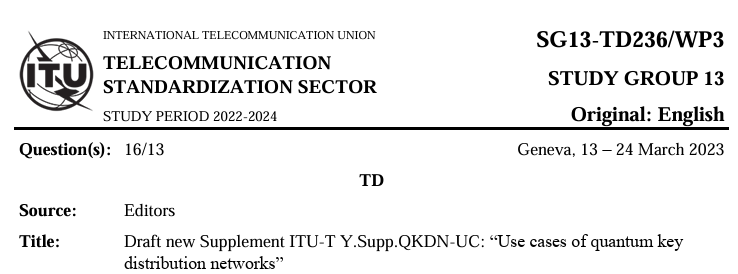 INTERNATIONAL TELECOMMUNICATION UNION
TELECOMMUNICATION
STANDARDIZATION SECTOR
STUDY PERIOD 2022-2024
ITU
SG13-TD236/WP3
STUDY GROUP 13
Original: English
Question(s): 16/13
Geneva, 13 – 24 March 2023
TD
Source: Editors
Title: Draft new Supplement ITU-T Y.Supp.QKDN-UC: “Use cases of quantum key
distribution networks”